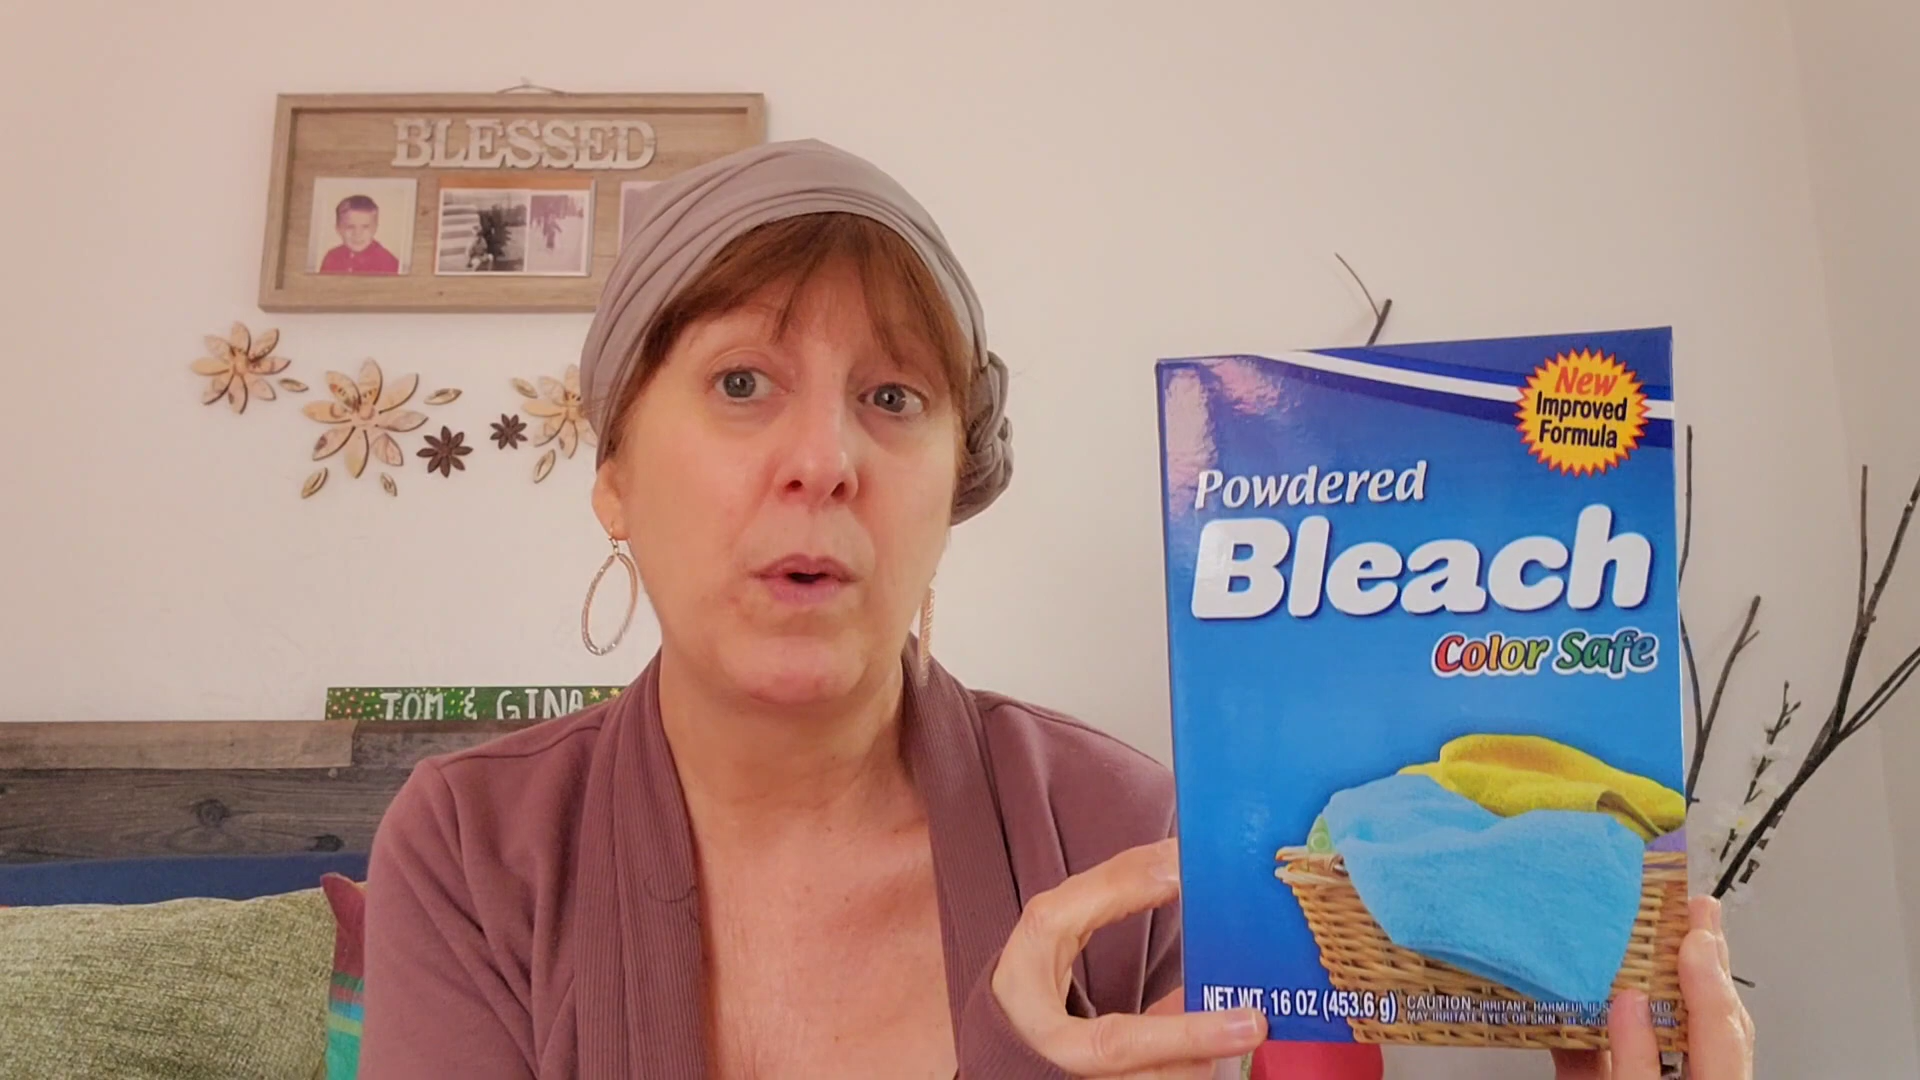 BLESSED
TOM & GINA
New
Improved
Formula
Powdered
Bleach
Color Safe
NET WT. 16 OZ (453.6 g)
CAUTION: IRRITANT. HARMFUL IF
MAY IRRITATE EYES OR SKIN.